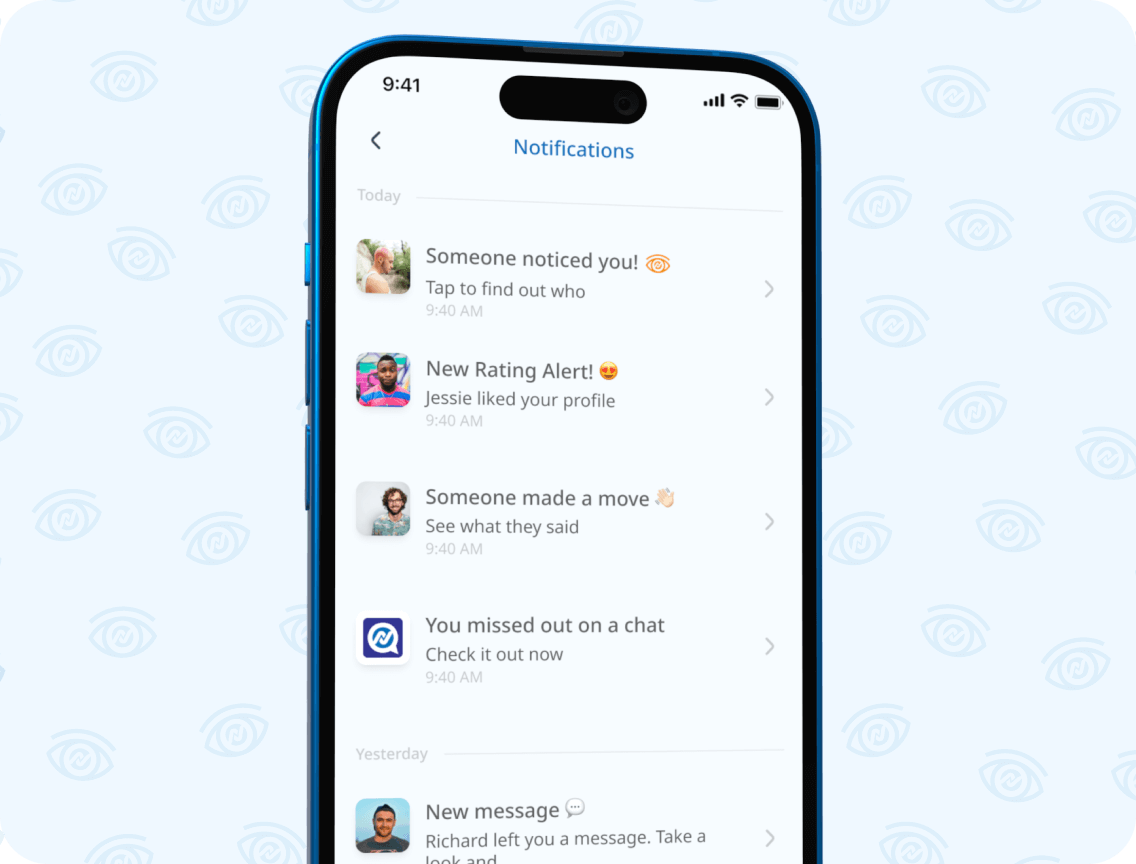 9:41
Notifications
Today
Someone noticed you!
Tap to find out who
9:40 AM
New Rating Alert! 😍
Jessie liked your profile
9:40 AM
Someone made a move 👋🏻
See what they said
9:40 AM
You missed out on a chat
Check it out now
9:40 AM
Yesterday
New message 💬
Richard left you a message. Take a
look and